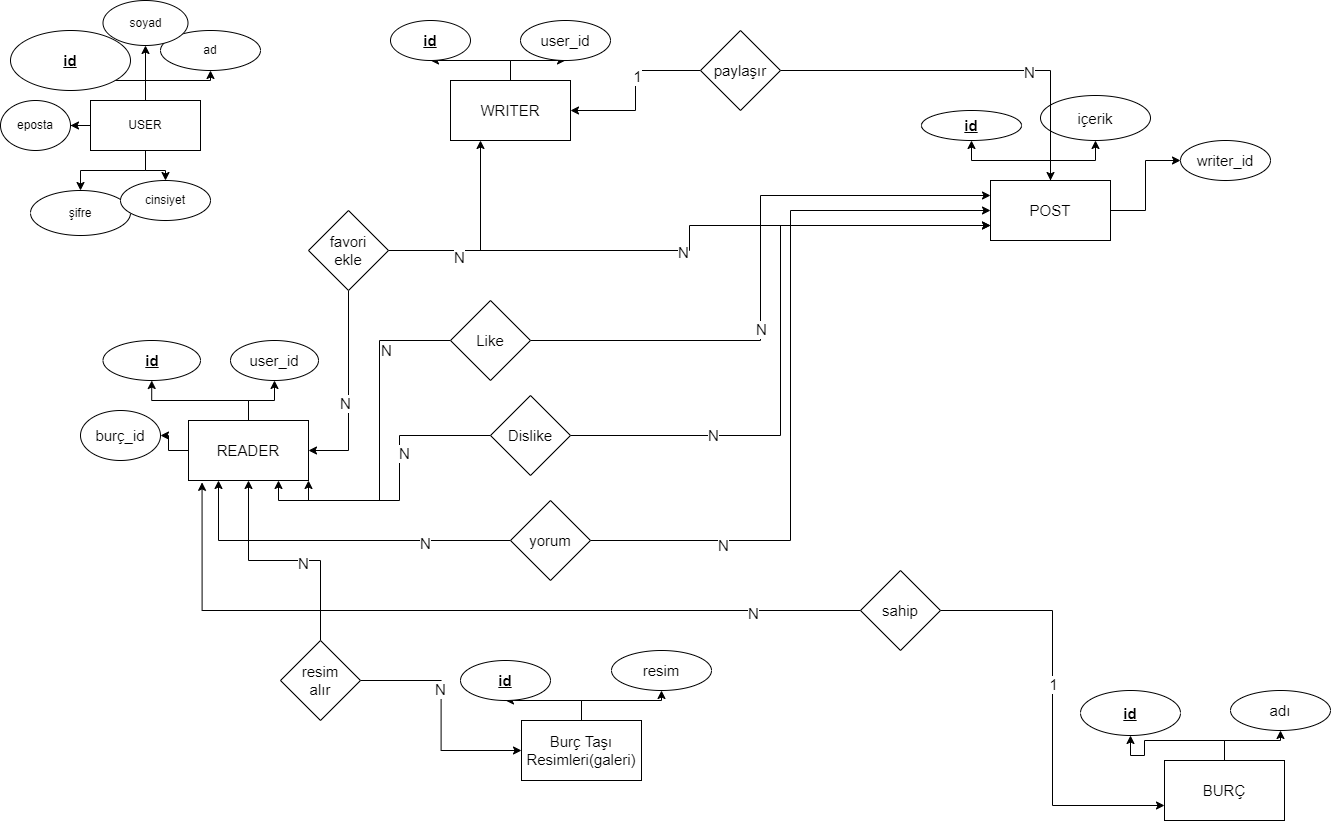 soyad
id
ad
eposta
USER
şifre
cinsiyet
id
user_id
WRITER
1
paylaşır
N
id
içerik
writer_id
POST
favori
ekle
N
N
N
Like
N
N
id
user_id
burç_id
READER
Dislike
N
N
yorum
N
N
N
sahip
N
1
resim
alır
N
id
resim
Burç Taşı
Resimleri(galeri)
id
adı
BURÇ